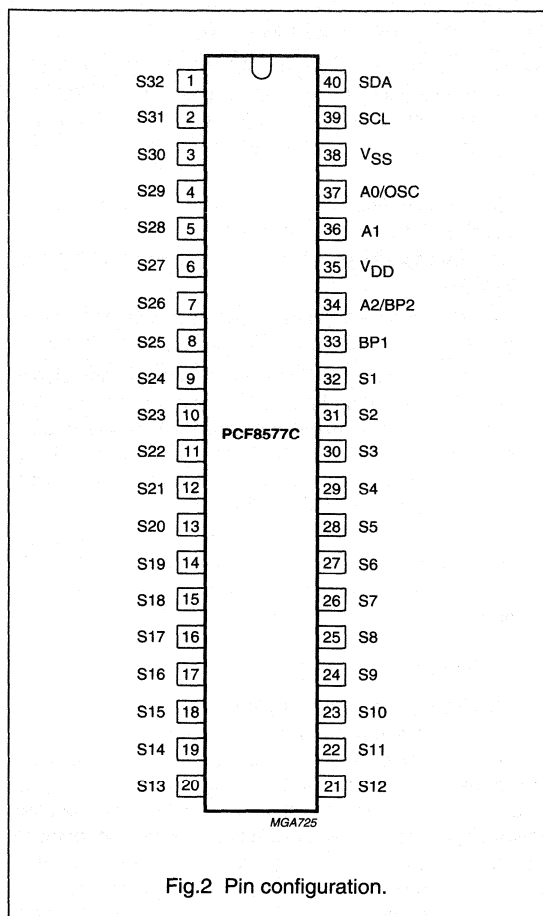 S32 1 40 SDA
S31 2 39 SCL
S30 3 38 VSS
S29 4 37 A0/OSC
S28 5 36 A1
S27 6 35 VDD
S26 7 34 A2/BP2
S25 8 33 BP1
S24 9 32 S1
S23 10 31 S2
PCF8577C
S22 11 30 S3
S21 12 29 S4
S20 13 28 S5
S19 14 27 S6
S18 15 26 S7
S17 16 25 S8
S16 17 24 S9
S15 18 23 S10
S14 19 22 S11
S13 20 21 S12
MGA725
Fig.2 Pin configuration.